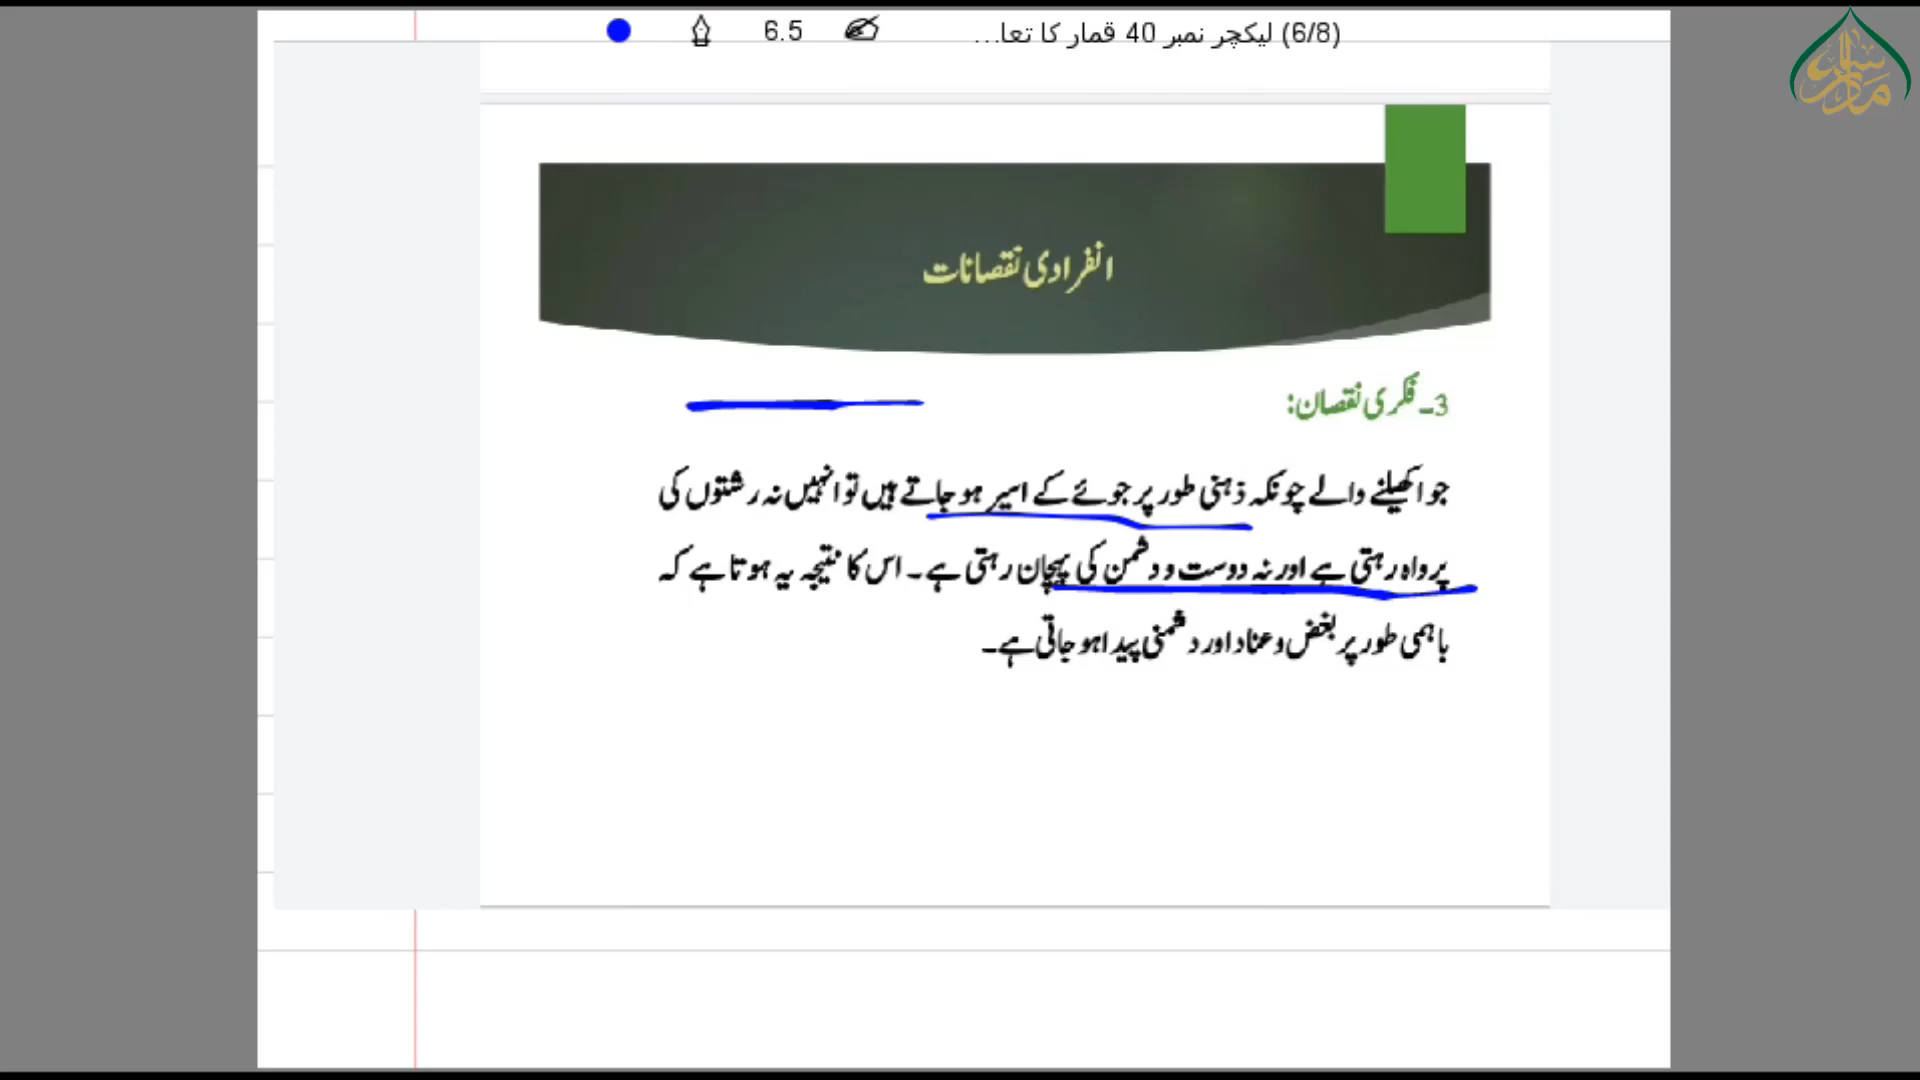 (6/8) لیکچر نمبر 40 قمار کا تعا...
6.5
انفرادی نقصانات
3۔ فکری نقصان:
جوا کھیلنے والے چونکہ ذہنی طور پر جوئے کے اسیر ہو جاتے ہیں تو انہیں نہ رشتوں کی
پرواہ رہتی ہے اور نہ دوست و دشمن کی پہچان رہتی ہے۔ اس کا نتیجہ یہ ہوتا ہے کہ
باہمی طور پر بغض و عناد اور دشمنی پیدا ہو جاتی ہے۔